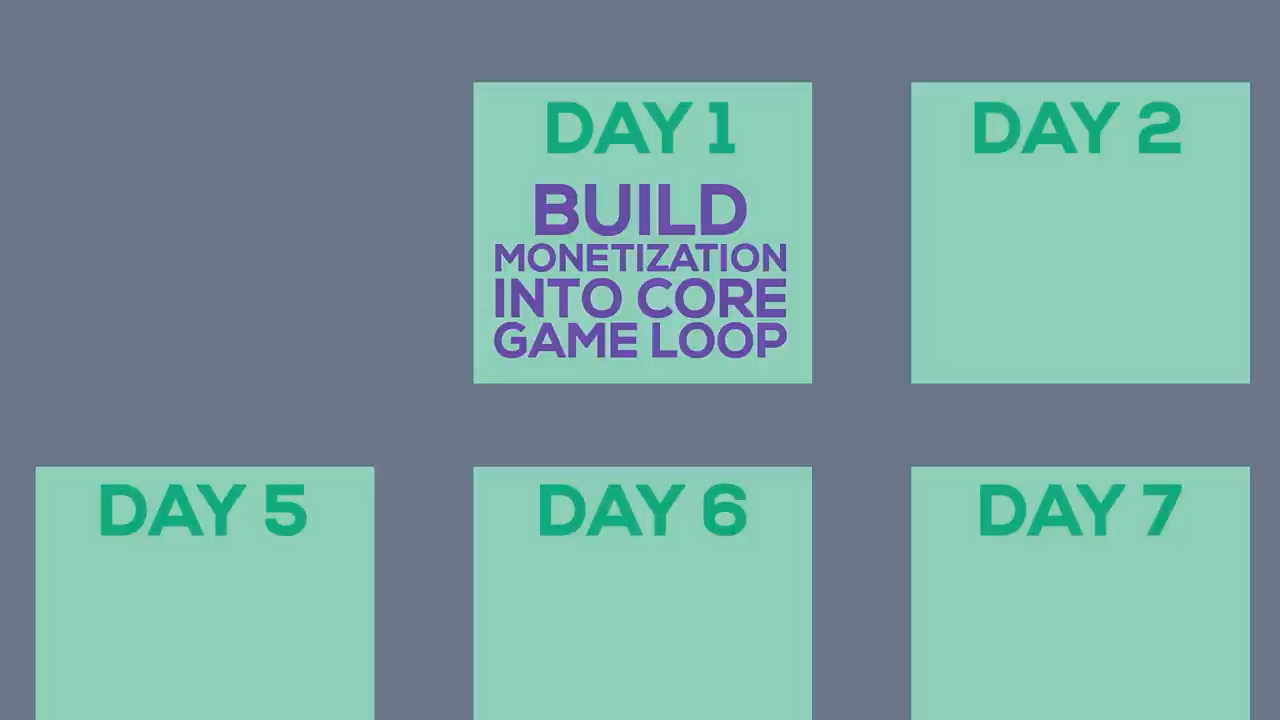 DAY 1
BUILD
MONETIZATION
INTO CORE
GAME LOOP
DAY 2
DAY 5
DAY 6
DAY 7